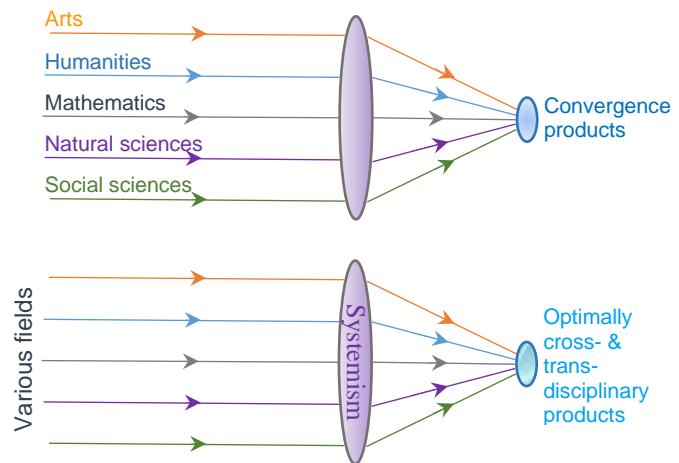 Arts
Humanities
Mathematics
Natural sciences
Social sciences
Convergence
products
Various fields
Systemism
Optimally
cross- &
trans-
disciplinary
products